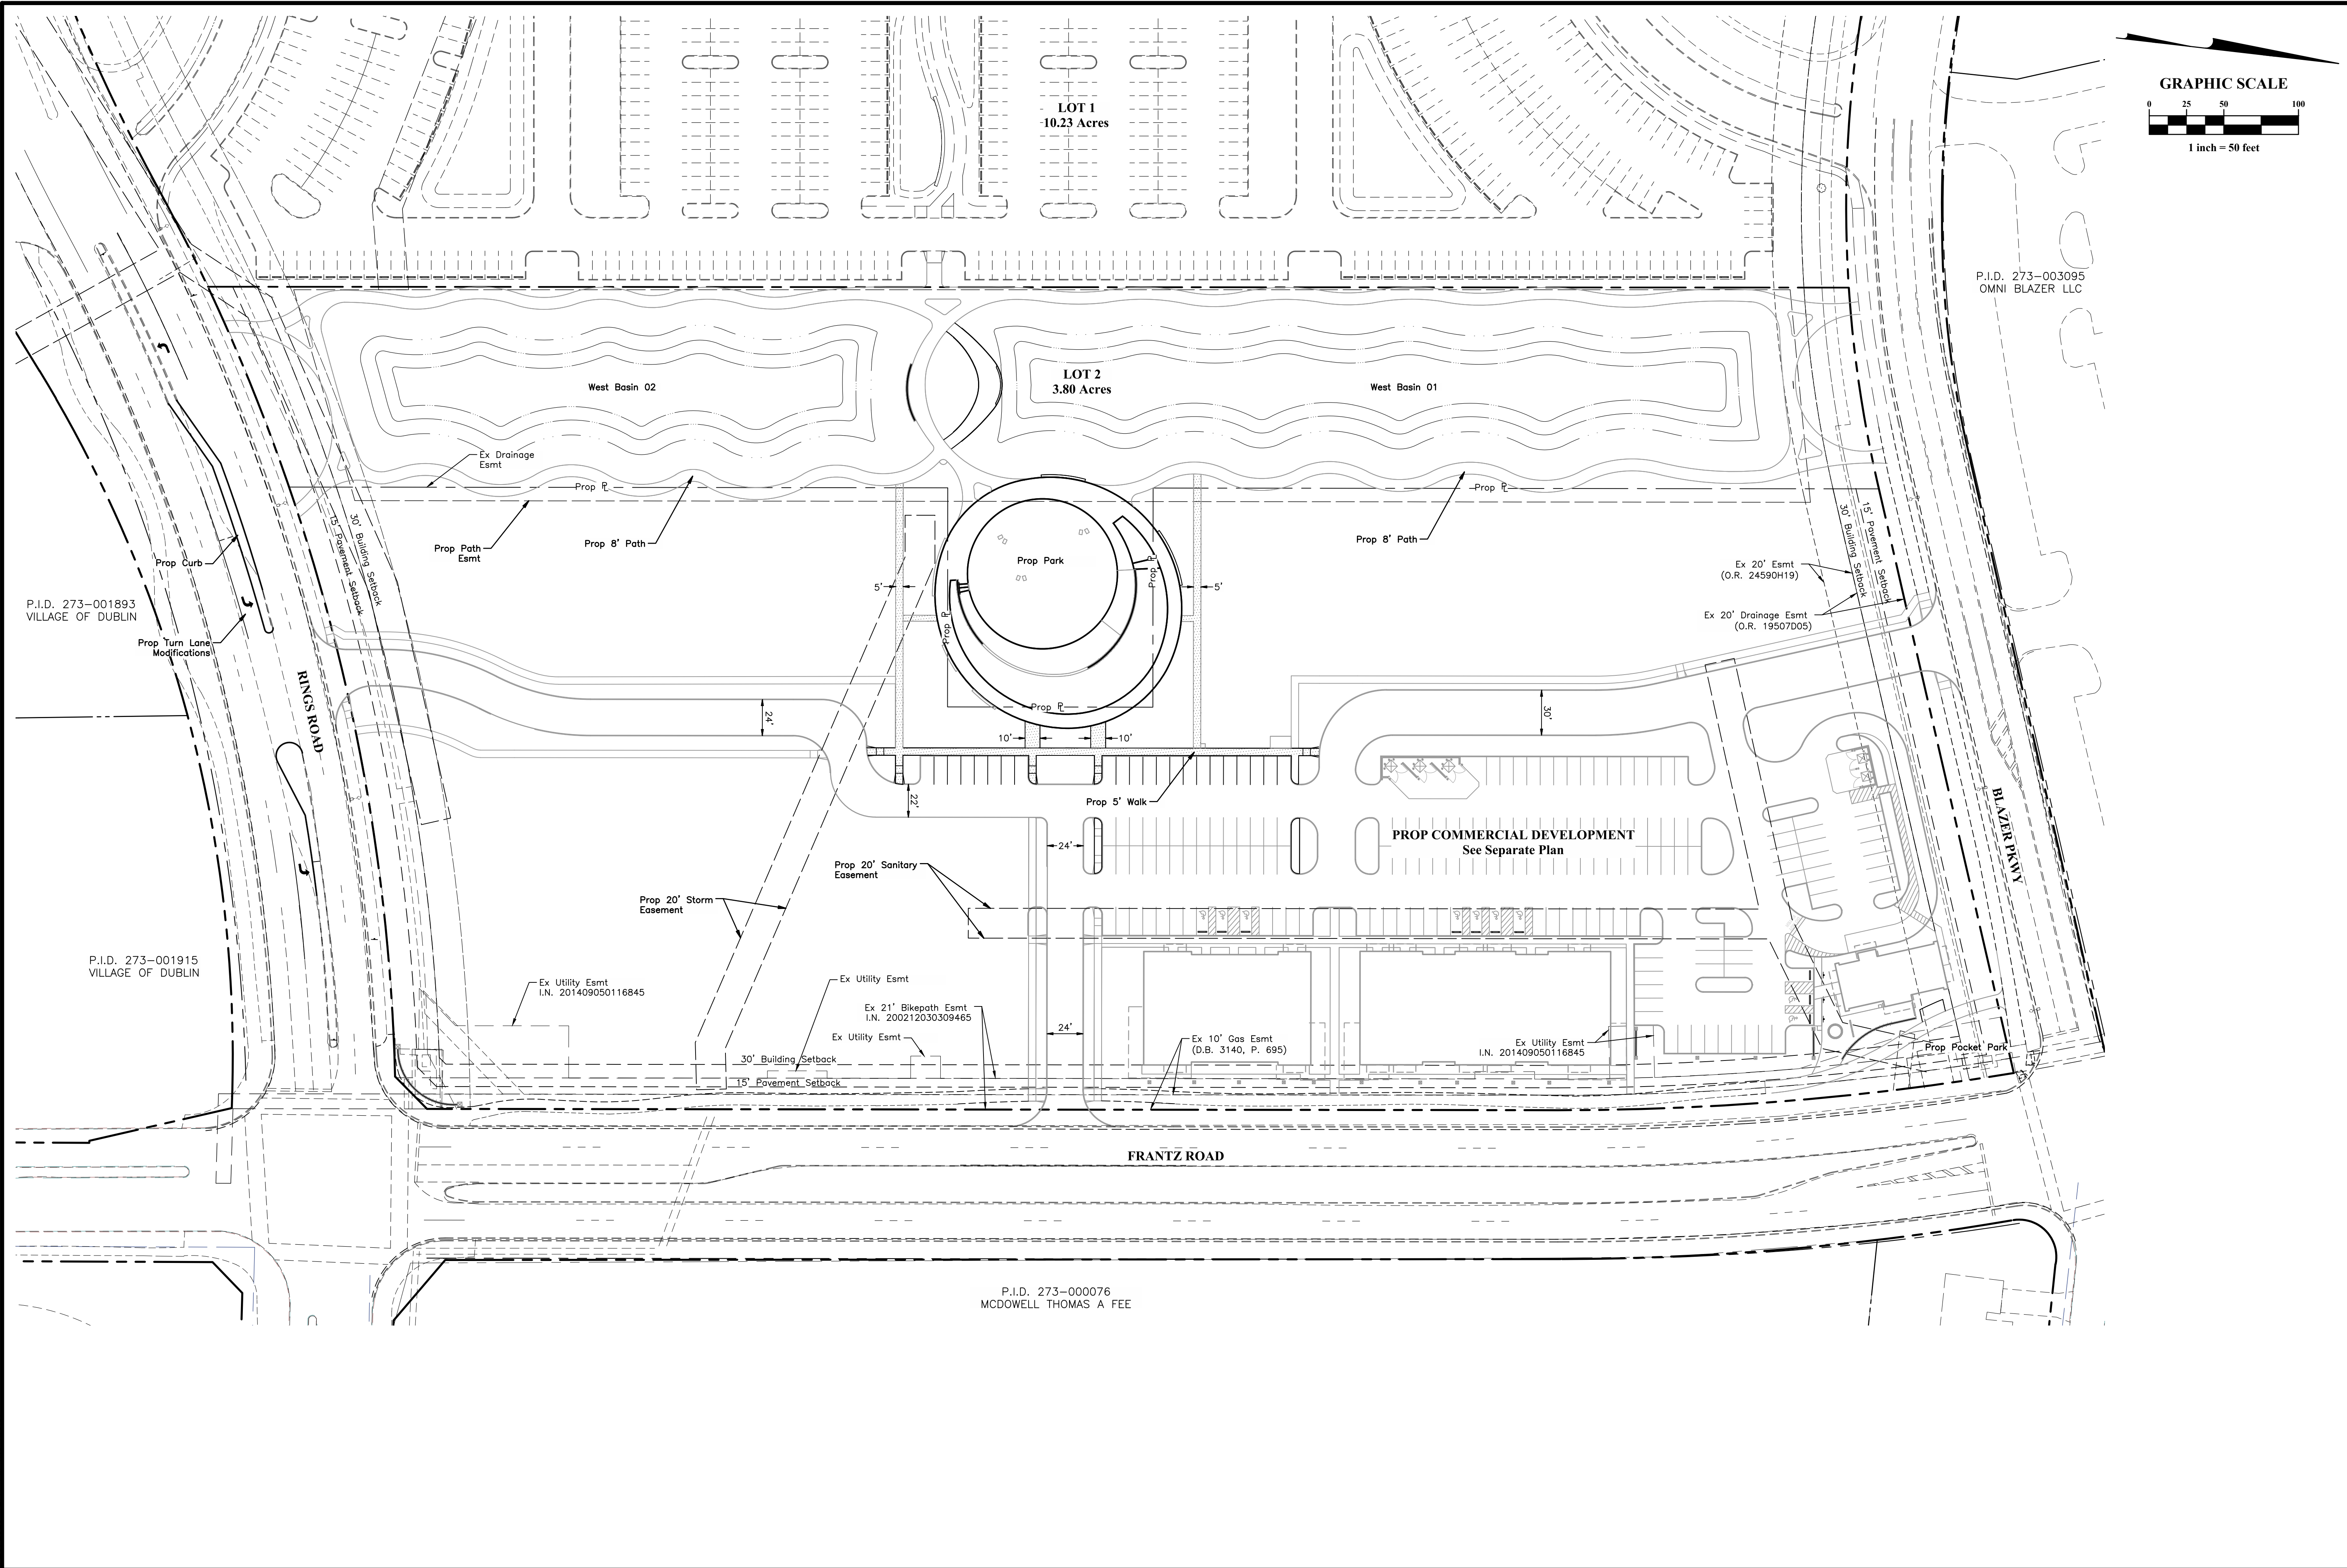 GRAPHIC SCALE
0 25 50 100
1 inch = 50 feet
LOT 1
10.23 Acres
P.I.D. 273-003095
OMNI BLAZER LLC
LOT 2
3.80 Acres
West Basin 02
West Basin 01
Ex Drainage
Esmt
Prop PL
Prop PL
Prop Path
Esmt
Prop 8' Path
Prop 8' Path
Prop Park
Prop PL
Prop PL
Prop PL
5'
5'
15' Pavement Setback
30' Building Setback
30' Building Setback
15' Pavement Setback
Ex 20' Esmt
(O.R. 24590H19)
Ex 20' Drainage Esmt
(O.R. 19507D05)
Prop Curb
P.I.D. 273-001893
VILLAGE OF DUBLIN
Prop Turn Lane
Modifications
RINGS ROAD
24'
30'
10'
10'
22'
Prop 5' Walk
24'
PROP COMMERCIAL DEVELOPMENT
See Separate Plan
BLAZER PKWY
Prop 20' Sanitary
Easement
Prop 20' Storm
Easement
P.I.D. 273-001915
VILLAGE OF DUBLIN
Ex Utility Esmt
I.N. 201409050116845
Ex Utility Esmt
Ex 21' Bikepath Esmt
I.N. 200212030309465
Ex Utility Esmt
24'
Ex 10' Gas Esmt
(D.B. 3140, P. 695)
Ex Utility Esmt
I.N. 201409050116845
Prop Pocket Park
30' Building Setback
15' Pavement Setback
FRANTZ ROAD
P.I.D. 273-000076
MCDOWELL THOMAS A FEE